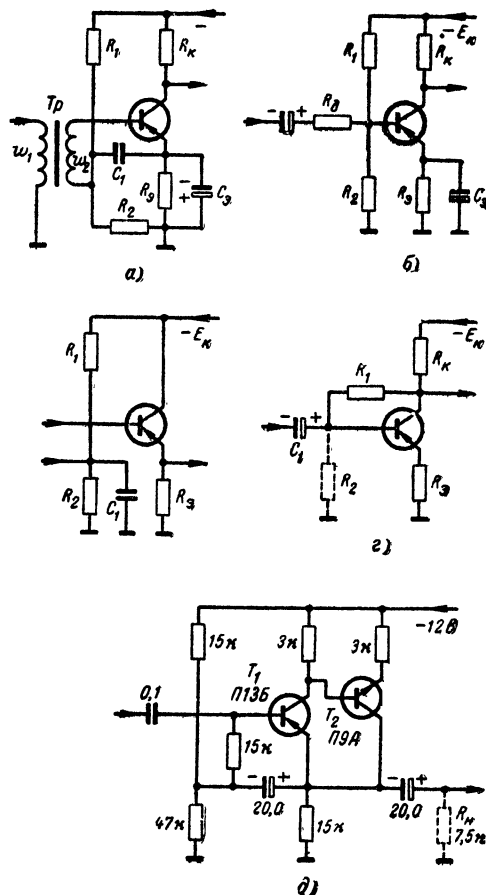 R₁
Rк
−
Тр
w₁
w₂
C₁
Rэ
−
+
Cэ
R₂
а)
−Eк
R₁
Rк
−
+
Rд
R₂
Rэ
Cэ
б)
−Eк
R₁
R₂
C₁
Rэ
−Eк
Rк
R₁
−
+
C₁
R₂
Rэ
г)
−12 В
15к
3к
3к
T₁
П13Б
0,1
T₂
П9А
15к
−
+
−
+
47к
20,0
15к
20,0
Rн
7,5к
д)